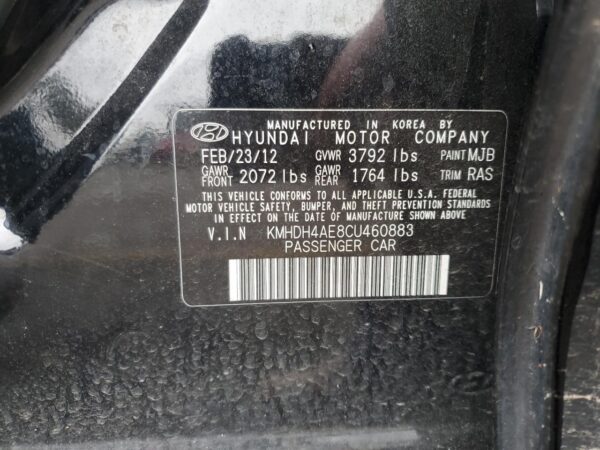 MANUFACTURED IN KOREA BY
HYUNDAI MOTOR COMPANY
FEB/23/12 GVWR 3792 lbs PAINT MJB
GAWR FRONT 2072 lbs GAWR REAR 1764 lbs TRIM RAS
THIS VEHICLE CONFORMS TO ALL APPLICABLE U.S.A. FEDERAL
MOTOR VEHICLE SAFETY, BUMPER, AND THEFT PREVENTION STANDARDS
IN EFFECT ON THE DATE OF MANUFACTURE SHOWN ABOVE
V.I.N KMHDH4AE8CU460883
PASSENGER CAR